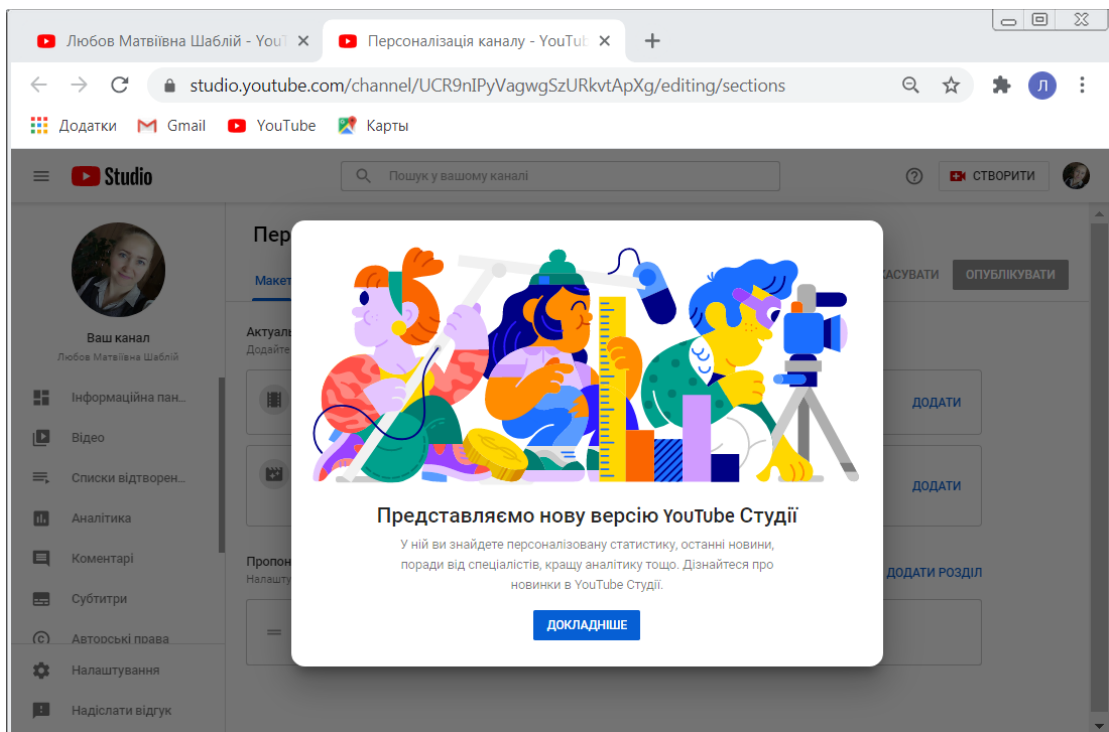 Любов Матвіївна Шаблій - YouT
Персоналізація каналу - YouTub
studio.youtube.com/channel/UCR9nIPyVagwgSzURkvtApXg/editing/sections
Л
Додатки Gmail YouTube Карты
Studio
Пошук у вашому каналі
СТВОРИТИ
Ваш канал
Любов Матвіївна Шаблій
Інформаційна пан...
Відео
Списки відтворен...
Аналітика
Коментарі
Субтитри
Авторські права
Налаштування
Надіслати відгук
Пер
Макет
КАСУВАТИ ОПУБЛІКУВАТИ
Актуаль
Додайте
ДОДАТИ
ДОДАТИ
Пропон
Налашту
ДОДАТИ РОЗДІЛ
Представляємо нову версію YouTube Студії
У ній ви знайдете персоналізовану статистику, останні новини,
поради від спеціалістів, кращу аналітику тощо. Дізнайтеся про
новинки в YouTube Студії.
ДОКЛАДНІШЕ